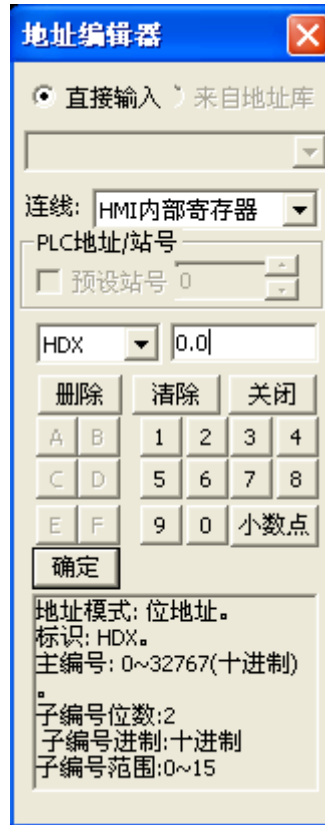 地址编辑器
直接输入 来自地址库
连线: HMI内部寄存器
PLC地址/站号
预设站号 0
HDX 0.0
删除 清除 关闭
A B 1 2 3 4
C D 5 6 7 8
E F 9 0 小数点
确定
地址模式: 位地址。
标识: HDX。
主编号: 0~32767(十进制)
。
子编号位数:2
子编号进制:十进制
子编号范围:0~15